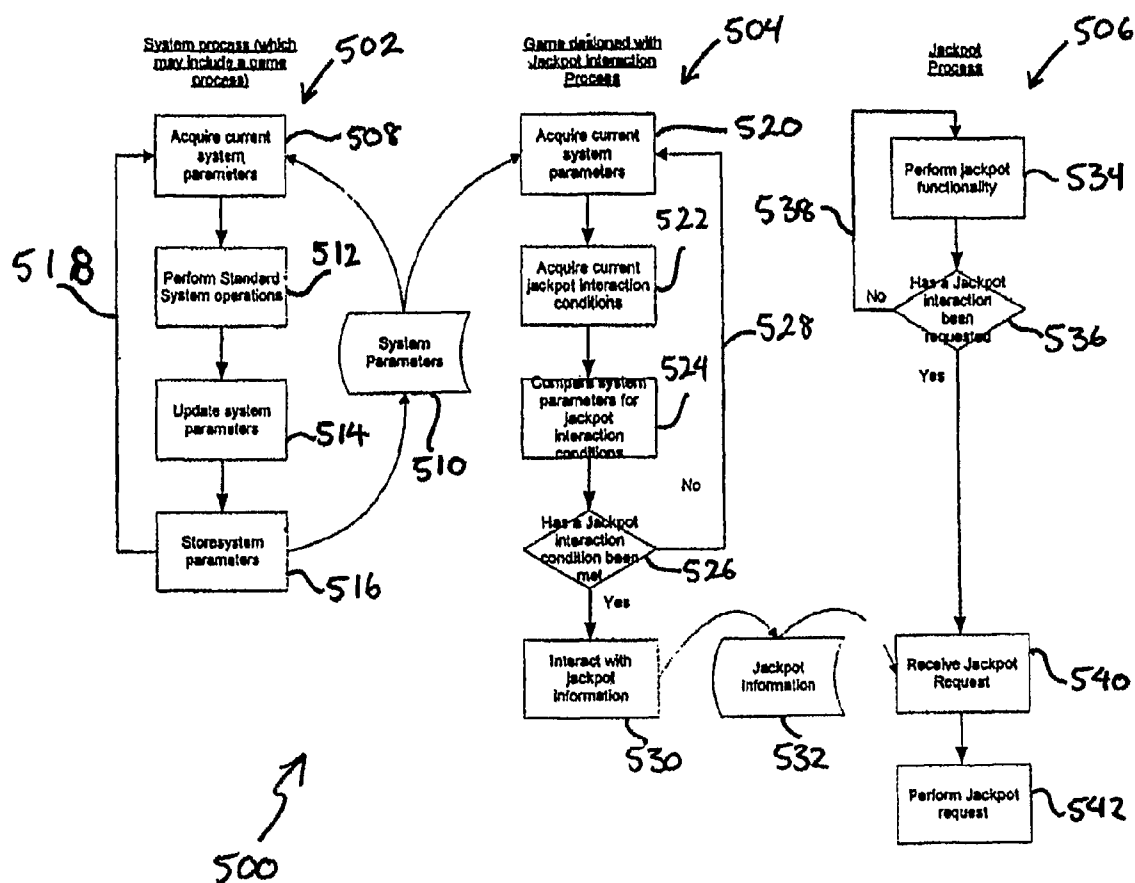 System process (which
may include a game
process)
502
Acquire current
system
parameters
508
Perform Standard
System operations
512
Update system
parameters
514
Storesystem
parameters
516
518
System
Parameters
510
Game designed with
Jackpot Interaction
Process
504
Acquire current
system
parameters
520
Acquire current
jackpot interaction
conditions
522
Compare system
parameters for
jackpot
interaction
conditions
524
Has a Jackpot
interaction
condition been
met
526
No
528
Yes
Interact with
jackpot
information
530
Jackpot
Information
532
Jackpot
Process
506
Perform jackpot
functionality
534
Has a Jackpot
interaction
been
requested
536
No
538
Yes
Receive Jackpot
Request
540
Perform Jackpot
request
542
500